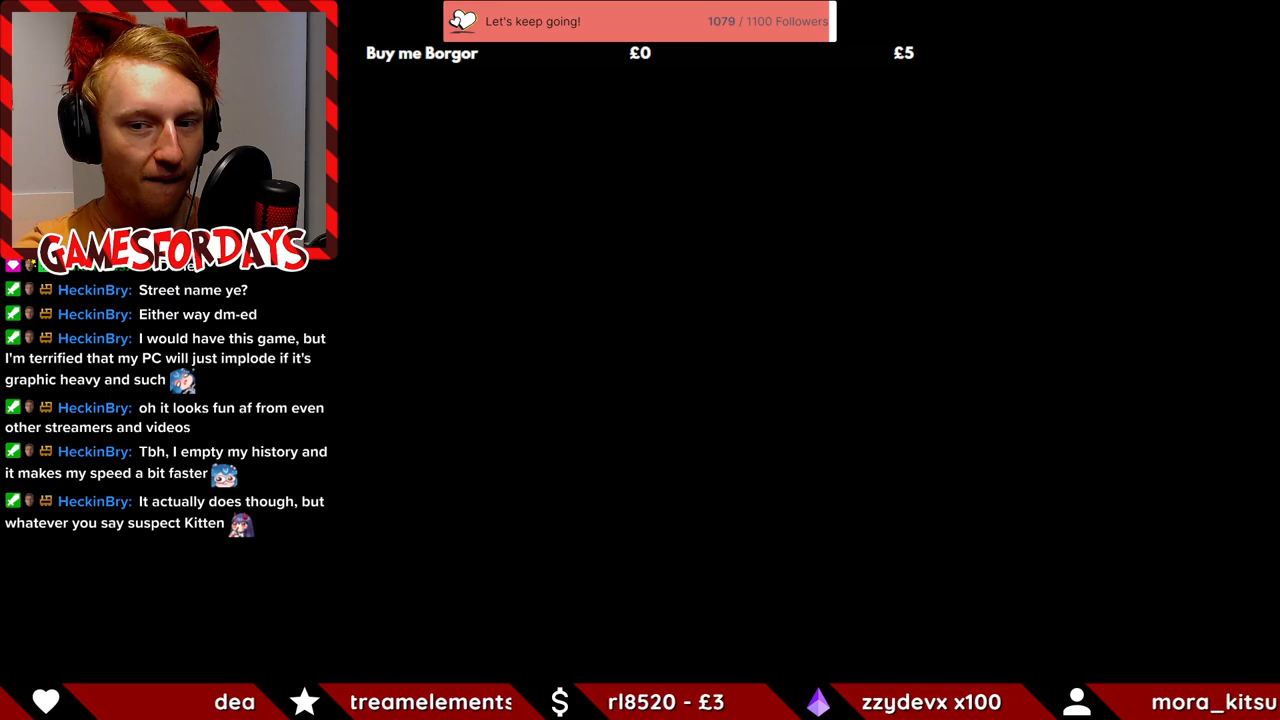 Let's keep going! 1079 / 1100 Followers
Buy me Borgor £0 £5
GAMESFORDAYS
HeckinBry: Street name ye?
HeckinBry: Either way dm-ed
HeckinBry: I would have this game, but
I'm terrified that my PC will just implode if it's
graphic heavy and such
HeckinBry: oh it looks fun af from even
other streamers and videos
HeckinBry: Tbh, I empty my history and
it makes my speed a bit faster
HeckinBry: It actually does though, but
whatever you say suspect Kitten
dea treamelements rl8520 - £3 zzydevx x100 mora_kitsu